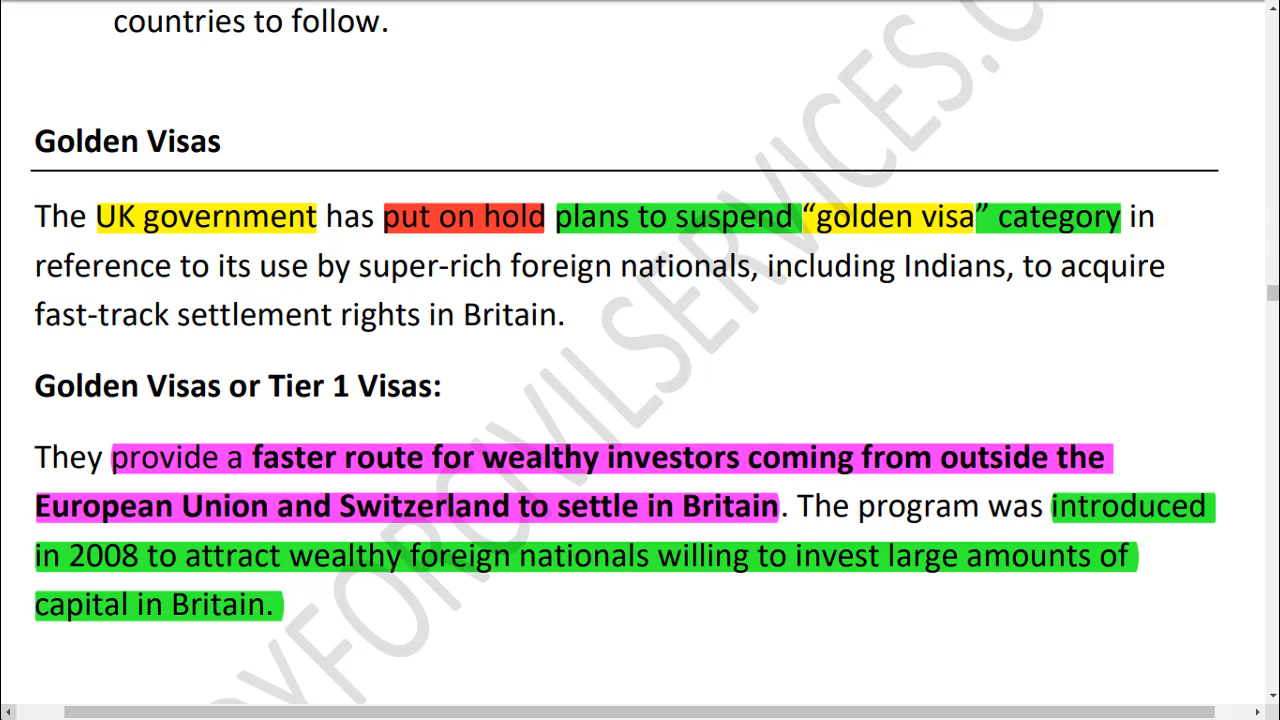 countries to follow.
Golden Visas
The UK government has put on hold plans to suspend “golden visa” category in
reference to its use by super-rich foreign nationals, including Indians, to acquire
fast-track settlement rights in Britain.
Golden Visas or Tier 1 Visas:
They provide a faster route for wealthy investors coming from outside the
European Union and Switzerland to settle in Britain. The program was introduced
in 2008 to attract wealthy foreign nationals willing to invest large amounts of
capital in Britain.
YFORCIVILSERVICES.C